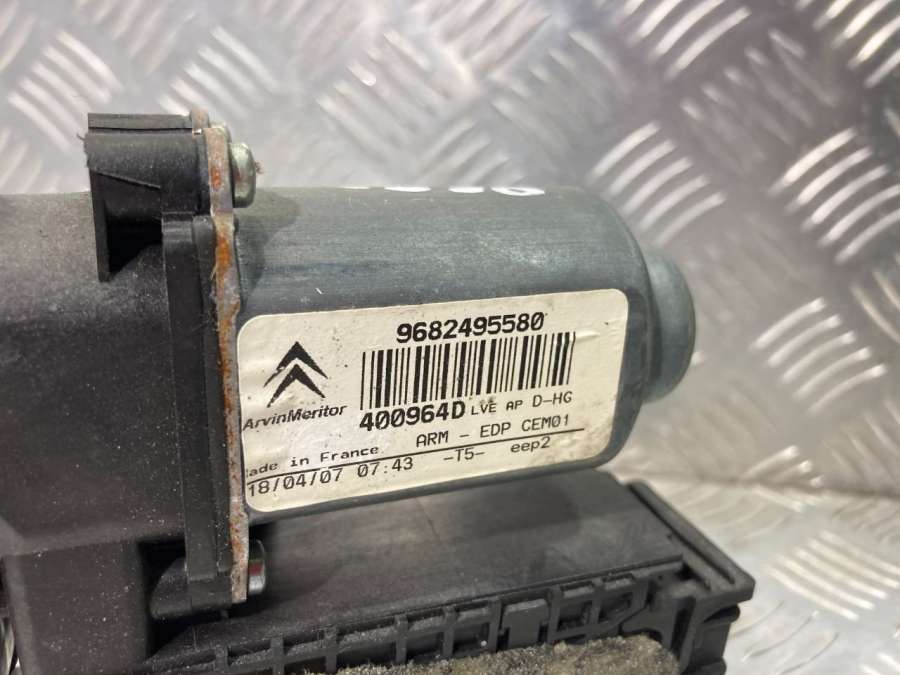 9682495580
ArvinMeritor
400964D LVE AP D-HG
ARM - EDP CEM01
ade in France
18/04/07 07:43 -T5- eep2